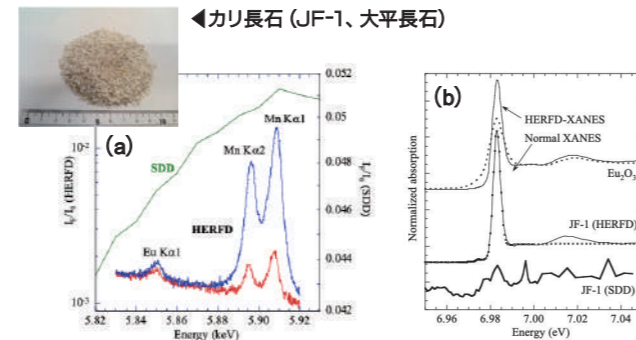 ◀カリ長石 (JF-1、大平長石)
(a)
SDD
Mn Kα2
Mn Kα1
HERFD
Eu Kα1
I_f/I_0 (HERFD)
10^-2
10^-3
0.052
0.05
0.048
0.046
0.044
0.042
I_f/I_0 (SDD)
5.82 5.84 5.86 5.88 5.90 5.92
Energy (keV)
(b)
HERFD-XANES
Normal XANES
Eu₂O₃
JF-1 (HERFD)
JF-1 (SDD)
Normalized absorption
6.96 6.98 7.00 7.02 7.04
Energy (eV)